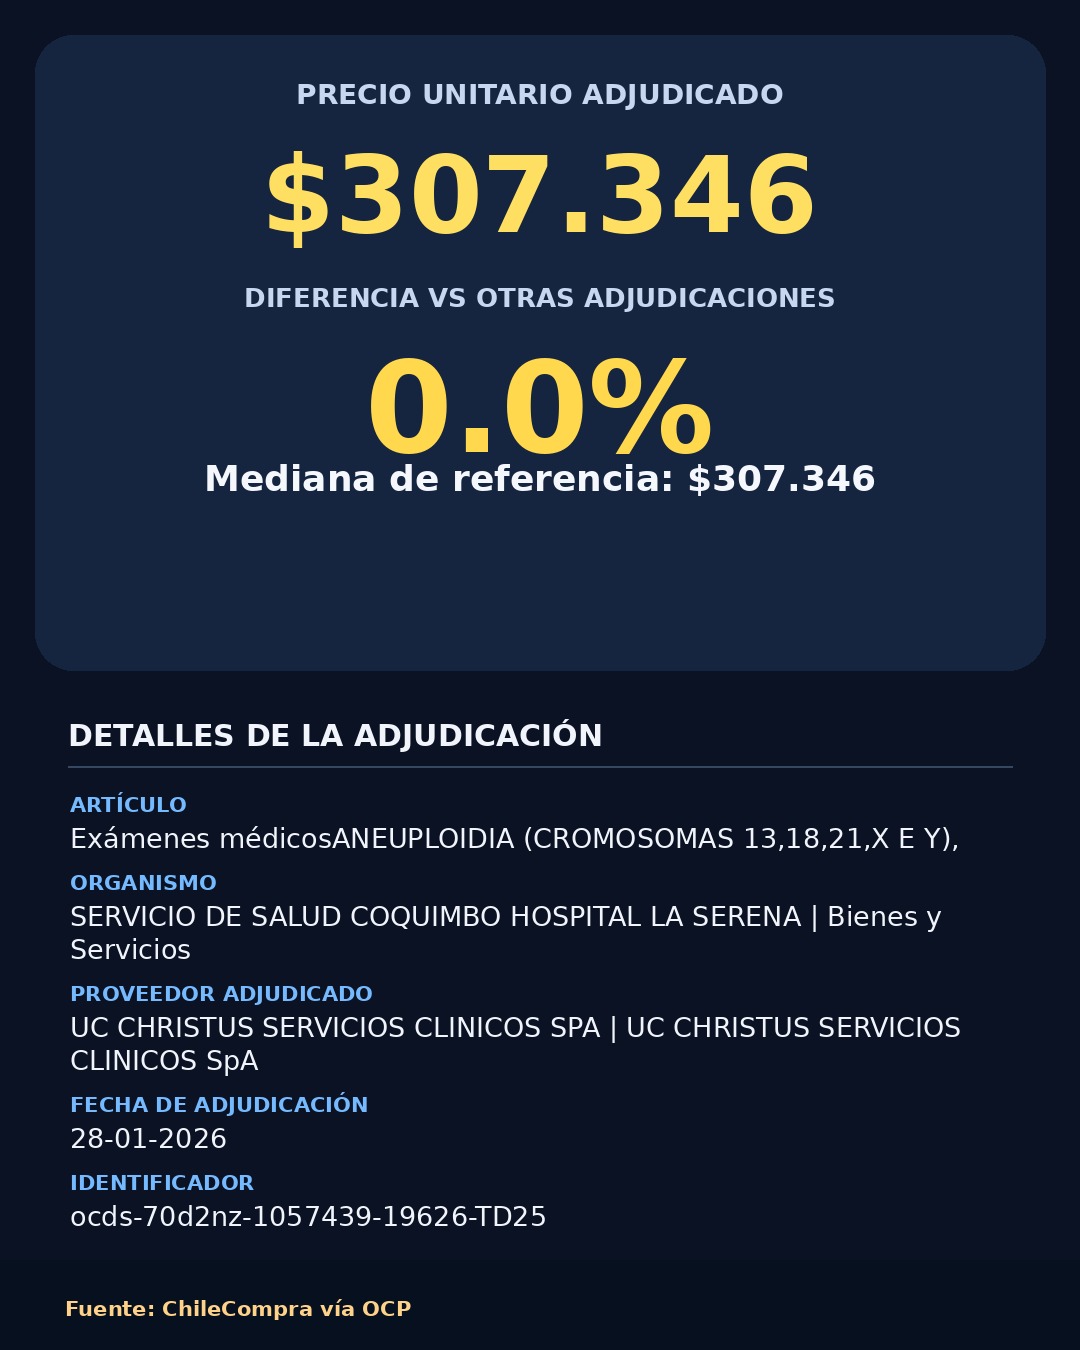 PRECIO UNITARIO ADJUDICADO
$307.346
DIFERENCIA VS OTRAS ADJUDICACIONES
0.0%
Mediana de referencia: $307.346
DETALLES DE LA ADJUDICACIÓN
ARTÍCULO
Exámenes médicosANEUPLOIDIA (CROMOSOMAS 13,18,21,X E Y),
ORGANISMO
SERVICIO DE SALUD COQUIMBO HOSPITAL LA SERENA | Bienes y
Servicios
PROVEEDOR ADJUDICADO
UC CHRISTUS SERVICIOS CLINICOS SPA | UC CHRISTUS SERVICIOS
CLINICOS SpA
FECHA DE ADJUDICACIÓN
28-01-2026
IDENTIFICADOR
ocds-70d2nz-1057439-19626-TD25
Fuente: ChileCompra vía OCP